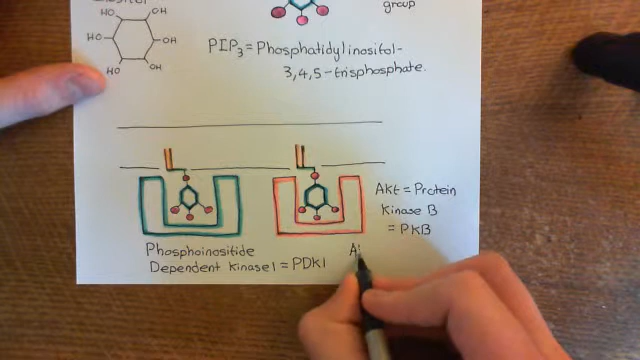 HO
OH
HO
OH
HO
OH
group
PIP3 = Phosphatidylinositol-
3,4,5-trisphosphate.
Akt = Protein
Kinase B
= PKB
Phosphoinositide
Dependent Kinase 1 = PDK1
A